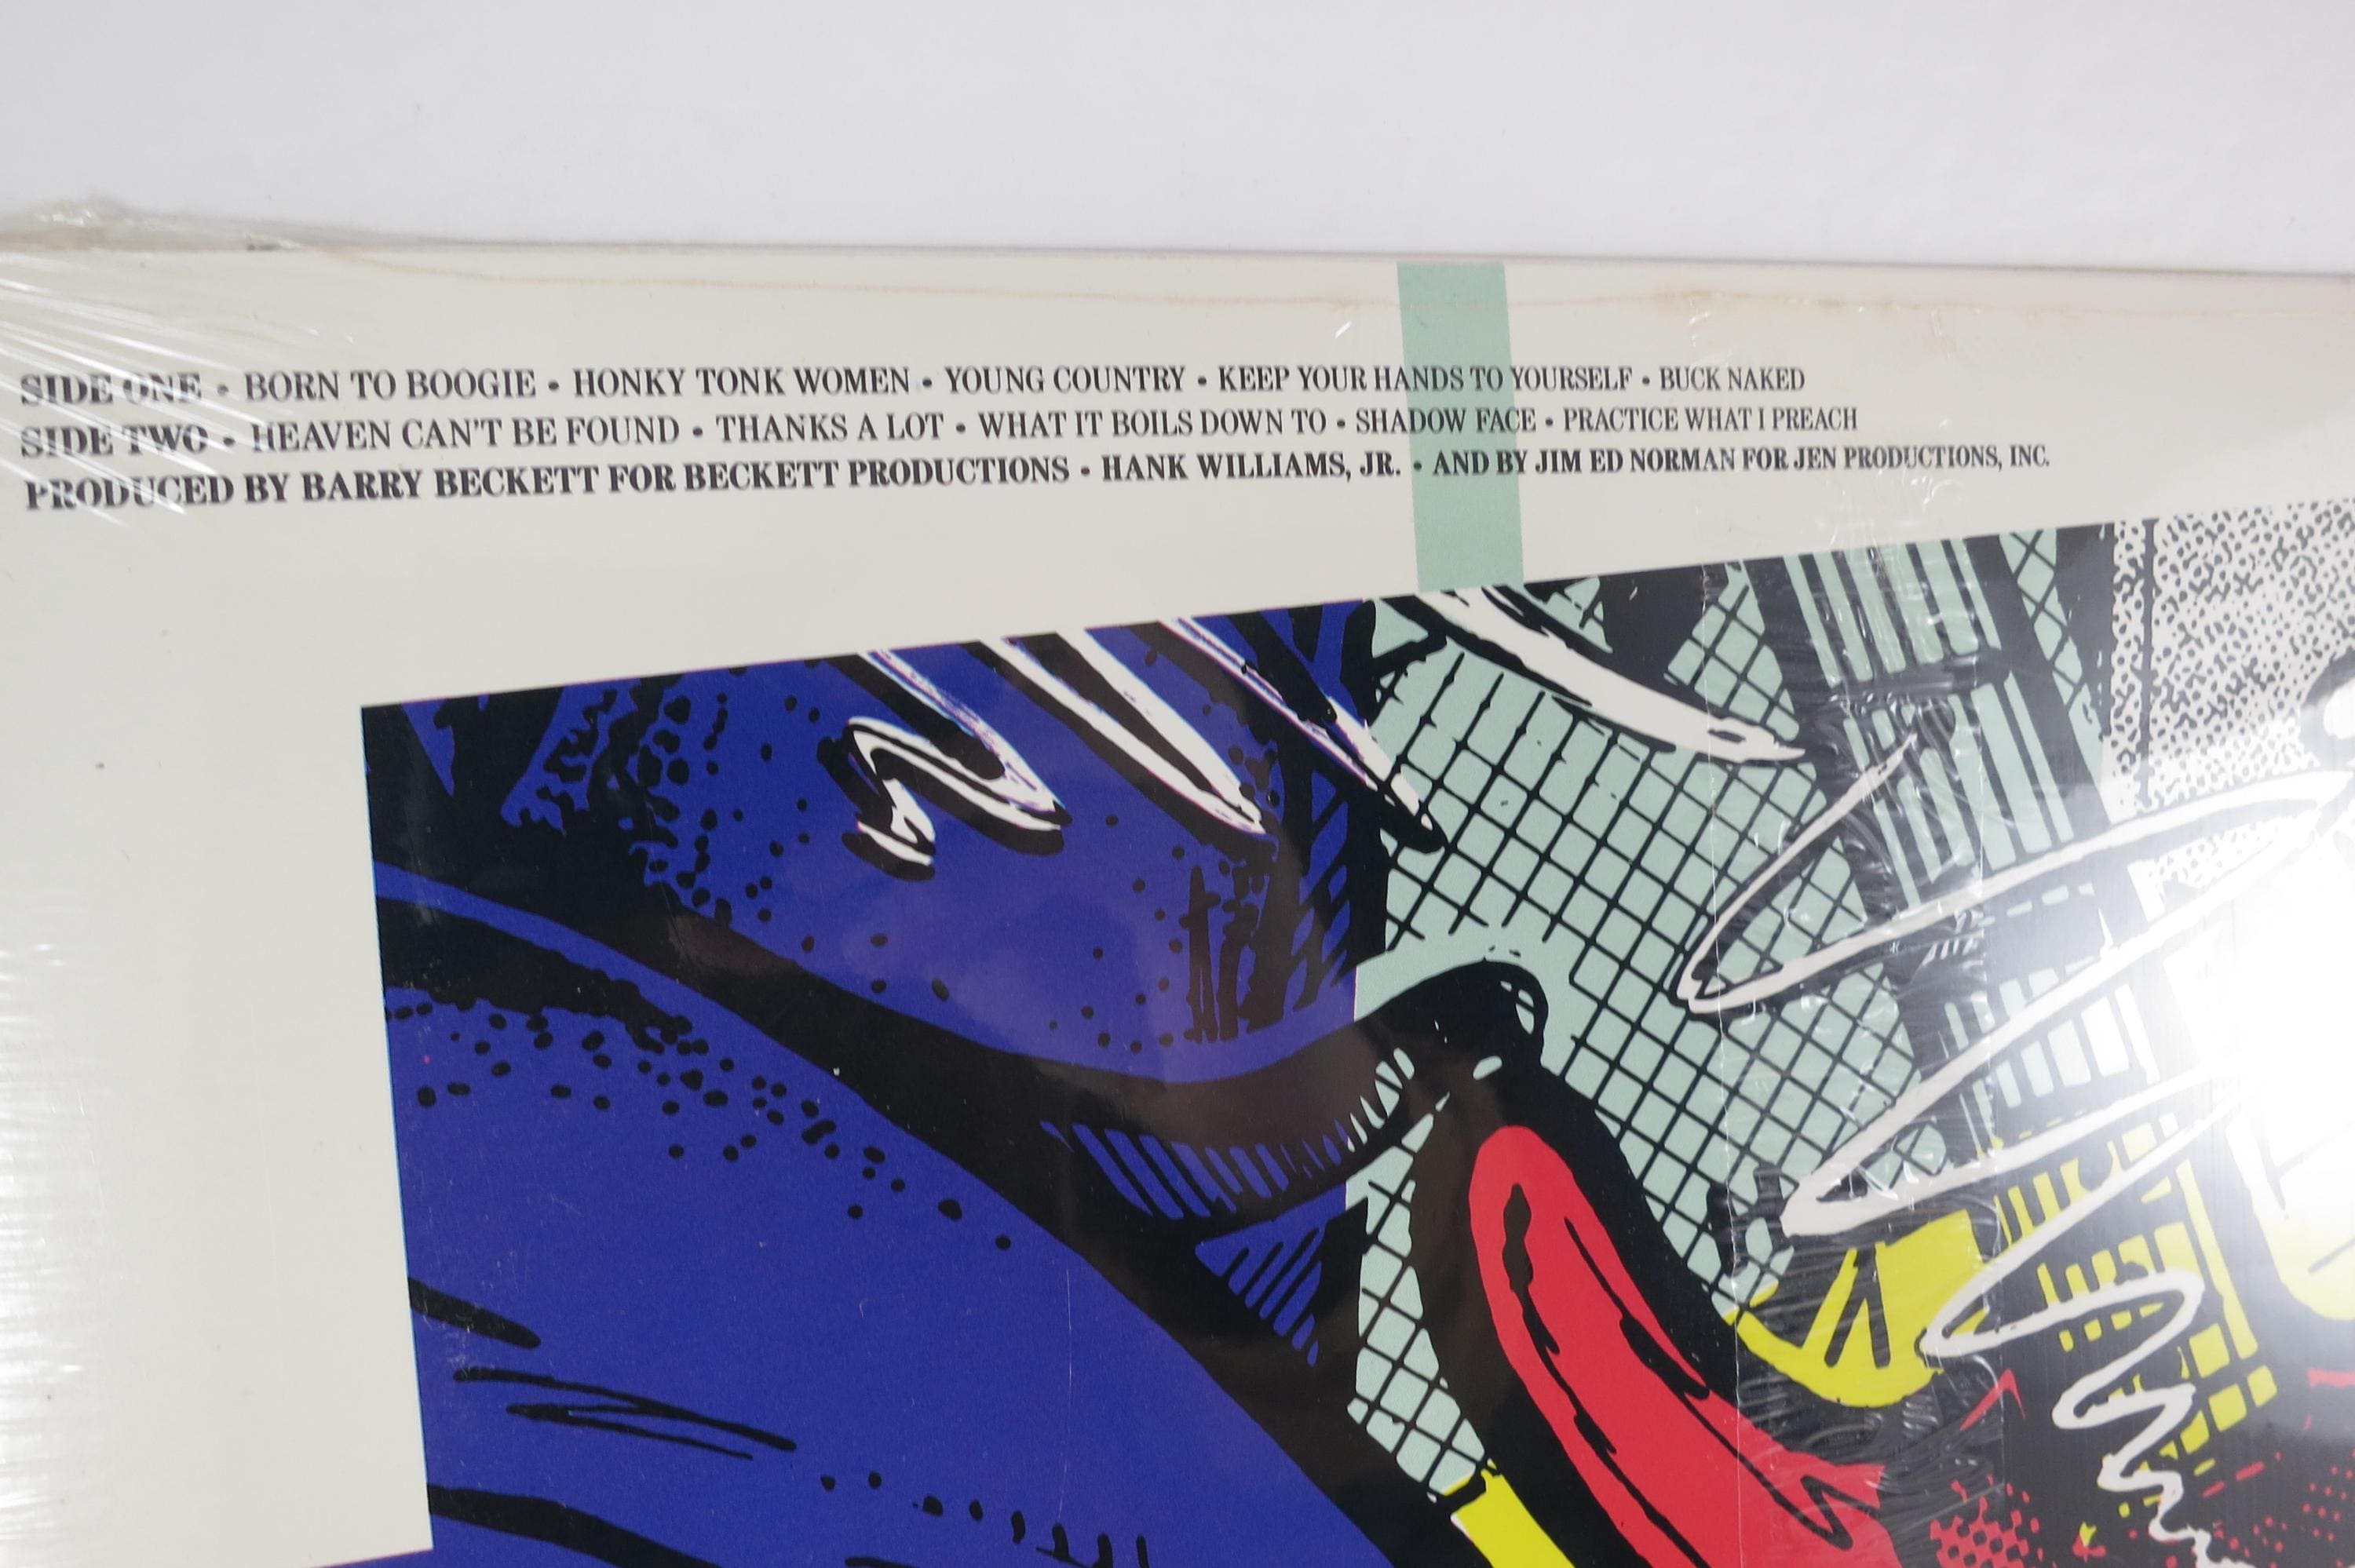 SIDE ONE • BORN TO BOOGIE • HONKY TONK WOMEN • YOUNG COUNTRY • KEEP YOUR HANDS TO YOURSELF • BUCK NAKED
SIDE TWO • HEAVEN CAN'T BE FOUND • THANKS A LOT • WHAT IT BOILS DOWN TO • SHADOW FACE • PRACTICE WHAT I PREACH
PRODUCED BY BARRY BECKETT FOR BECKETT PRODUCTIONS • HANK WILLIAMS, JR. • AND BY JIM ED NORMAN FOR JEN PRODUCTIONS, INC.